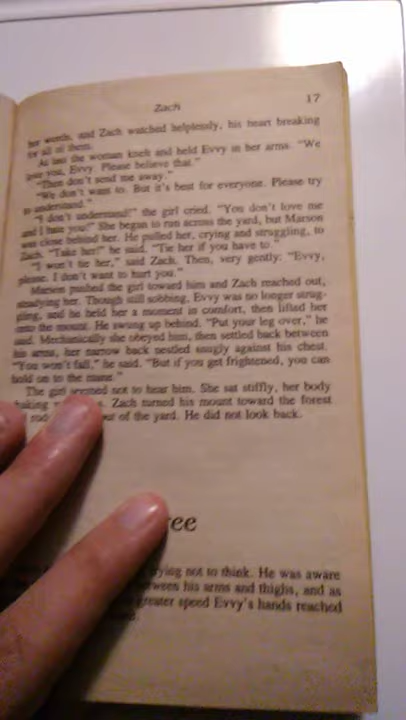 Zach 17
her words, and Zach watched helplessly, his heart breaking
for all of them.
At last the woman knelt and held Evvy in her arms. "We
love you, Evvy. Please believe that."
"Then don't send me away."
"We don't want to. But it's best for everyone. Please try
to understand."
"I don't understand!" the girl cried. "You don't love me
and I hate you!" She began to run across the yard, but Marson
was close behind her. He pulled her, crying and struggling, to
Zach. "Take her!" he said. "Tie her if you have to."
"I won't tie her," said Zach. Then, very gently: "Evvy,
please. I don't want to hurt you."
Marson pushed the girl toward him and Zach reached out,
steadying her. Though still sobbing, Evvy was no longer strug-
gling, and he held her a moment in comfort, then lifted her
onto the mount. He swung up behind. "Put your leg over," he
said. Mechanically she obeyed him, then settled back between
his arms, her narrow back nestled snugly against his chest.
"You won't fall," he said. "But if you get frightened, you can
hold on to the mane."
The girl seemed not to hear him. She sat stiffly, her body
Zach turned his mount toward the forest
of the yard. He did not look back.
ree
rying not to think. He was aware
between his arms and thighs, and as
greater speed Evvy's hands reached